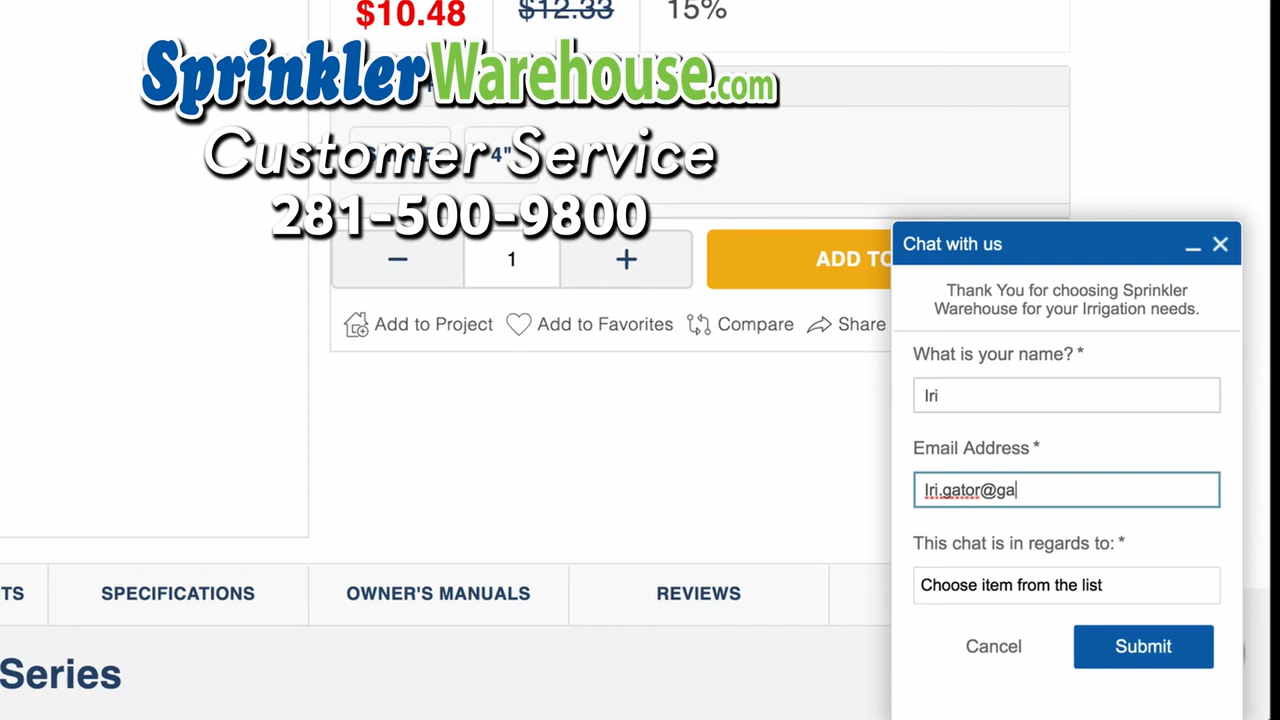 $10.48 $12.33 15%
SprinklerWarehouse.com
Customer Service
4"
281-500-9800
− 1 + ADD TO
Add to Project Add to Favorites Compare Share
Chat with us
Thank You for choosing Sprinkler
Warehouse for your Irrigation needs.
What is your name? *
Iri
Email Address *
Iri.gator@ga
This chat is in regards to: *
Choose item from the list
Cancel Submit
TS SPECIFICATIONS OWNER'S MANUALS REVIEWS
Series